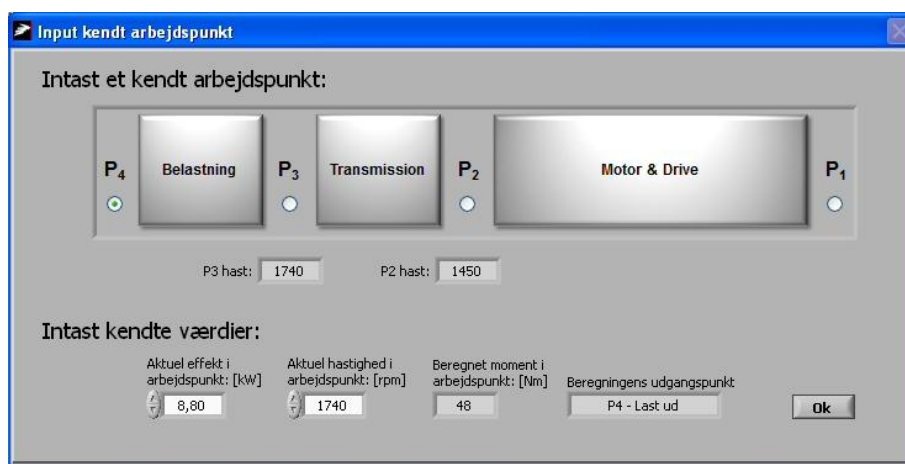 Input kendt arbejdspunkt
Intast et kendt arbejdspunkt:
P₄ Belastning P₃ Transmission P₂ Motor & Drive P₁
P3 hast: 1740 P2 hast: 1450
Intast kendte værdier:
Aktuel effekt i Aktuel hastighed i Beregnet moment i
arbejdspunkt: [kW] arbejdspunkt: [rpm] arbejdspunkt: [Nm] Beregningens udgangspunkt
8,80 1740 48 P4 - Last ud Ok